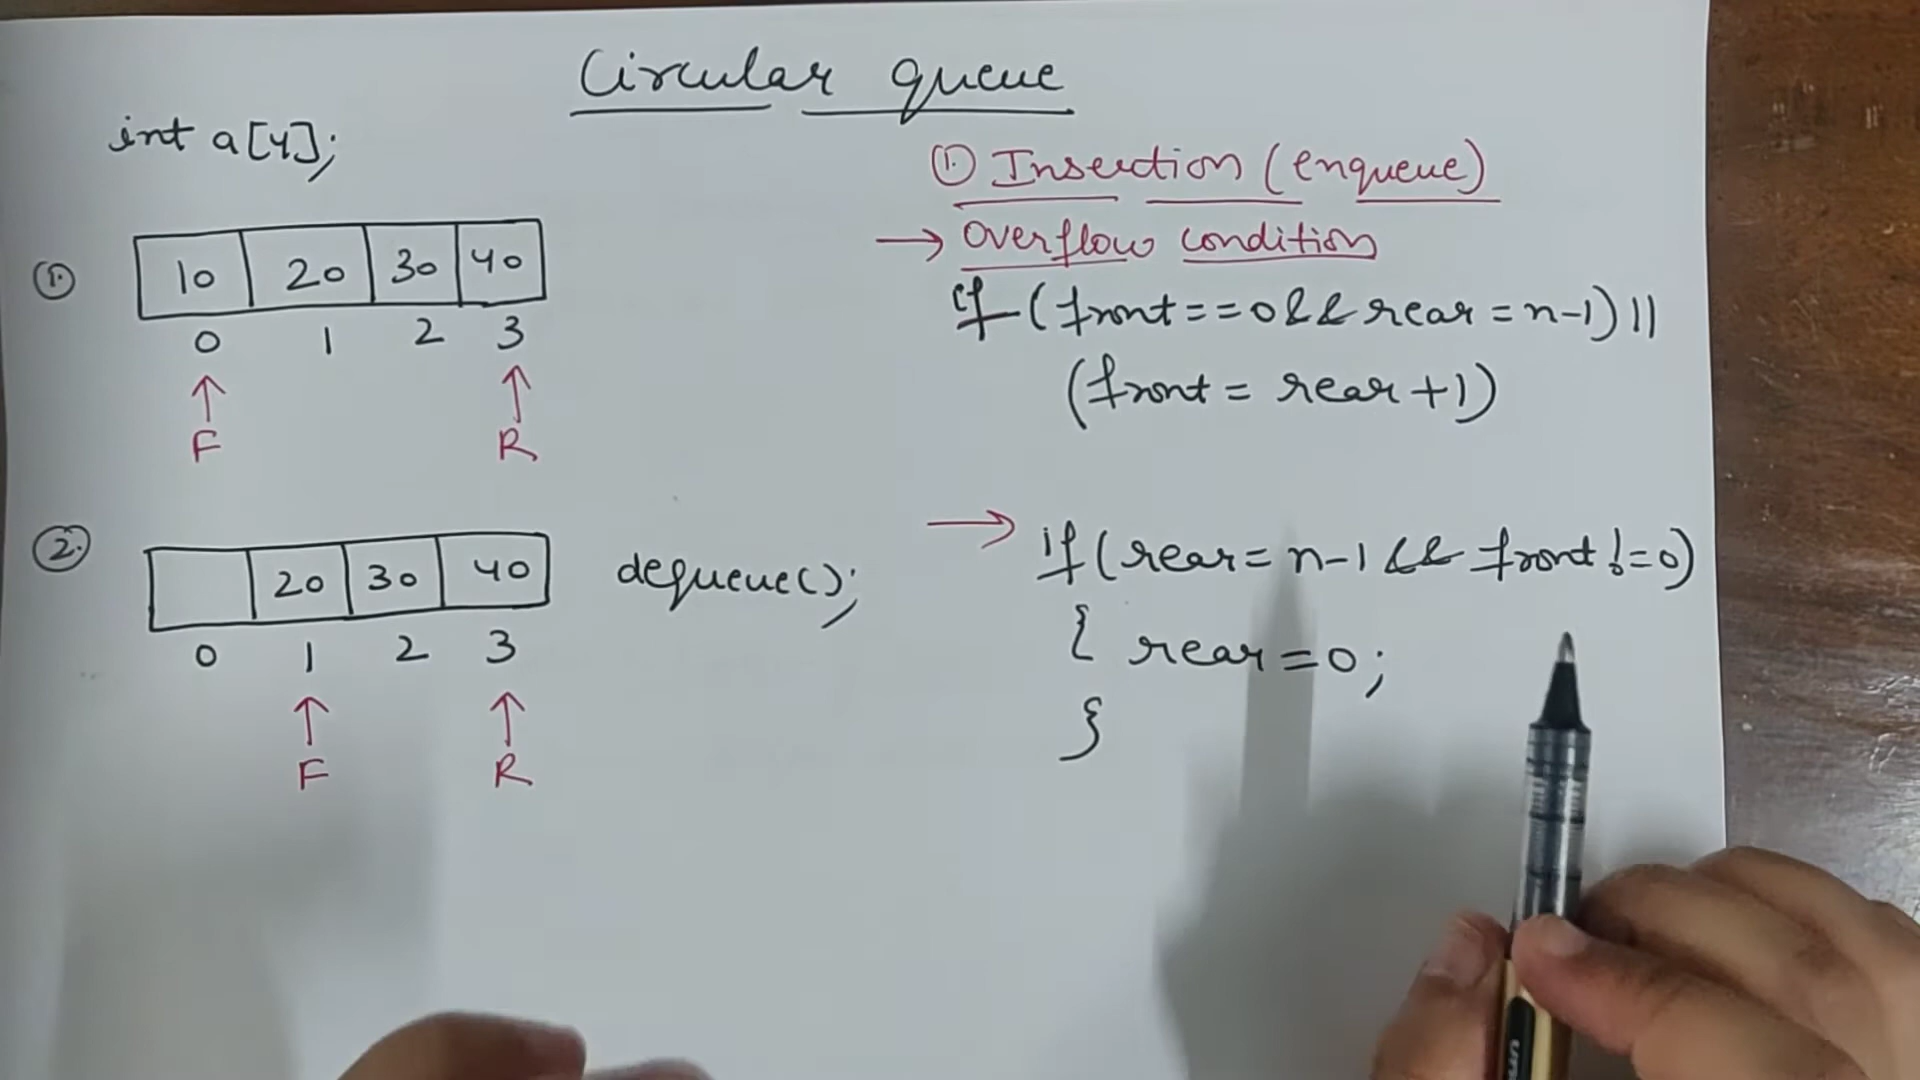 Circular queue
int a[4];
①. Insertion (enqueue)
→ Overflow condition
if (front==0 && rear=n-1) ||
(front = rear+1)
①. 10 20 30 40
0 1 2 3
↑ ↑
F R
→ if(rear=n-1 && front!=0)
{ rear=0;
}
②. 20 30 40 dequeue();
0 1 2 3
↑ ↑
F R